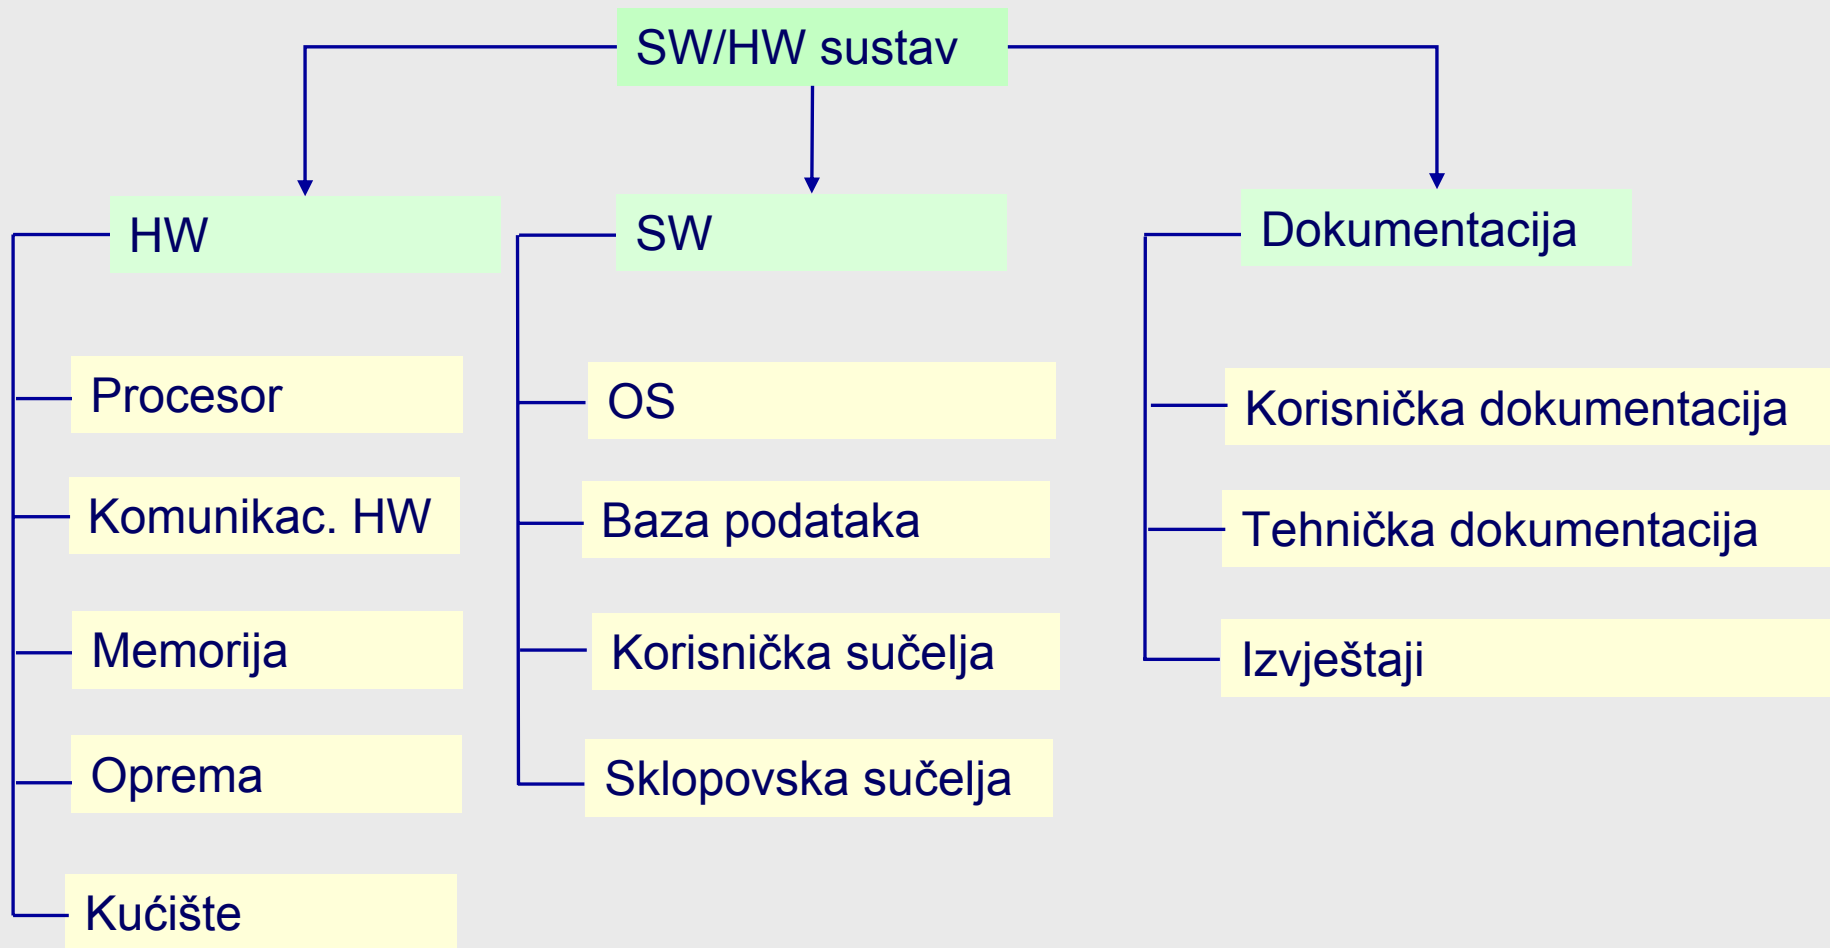 SW/HW sustav
HW
SW
Dokumentacija
Procesor
Komunikac. HW
Memorija
Oprema
Kućište
OS
Baza podataka
Korisnička sučelja
Sklopovska sučelja
Korisnička dokumentacija
Tehnička dokumentacija
Izvještaji